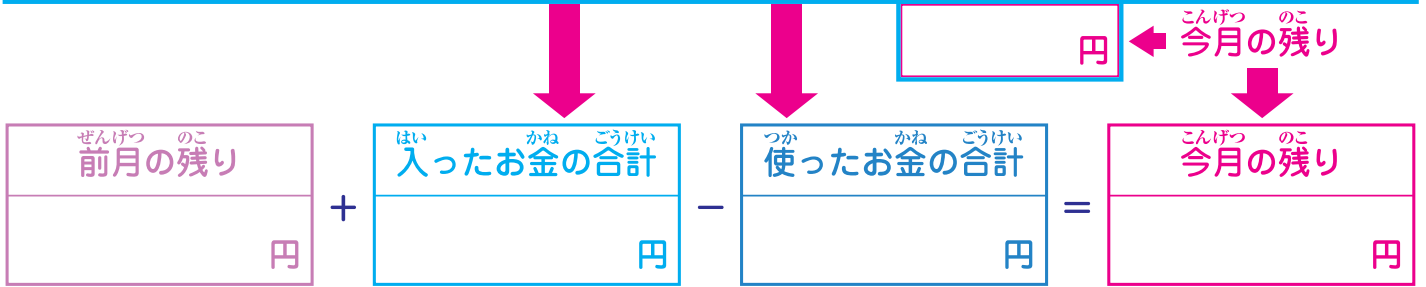 こんげつ のこ
今月の残り
円
ぜんげつ のこ
前月の残り
円
+
はい かね ごうけい
入ったお金の合計
円
−
つか かね ごうけい
使ったお金の合計
円
=
こんげつ のこ
今月の残り
円